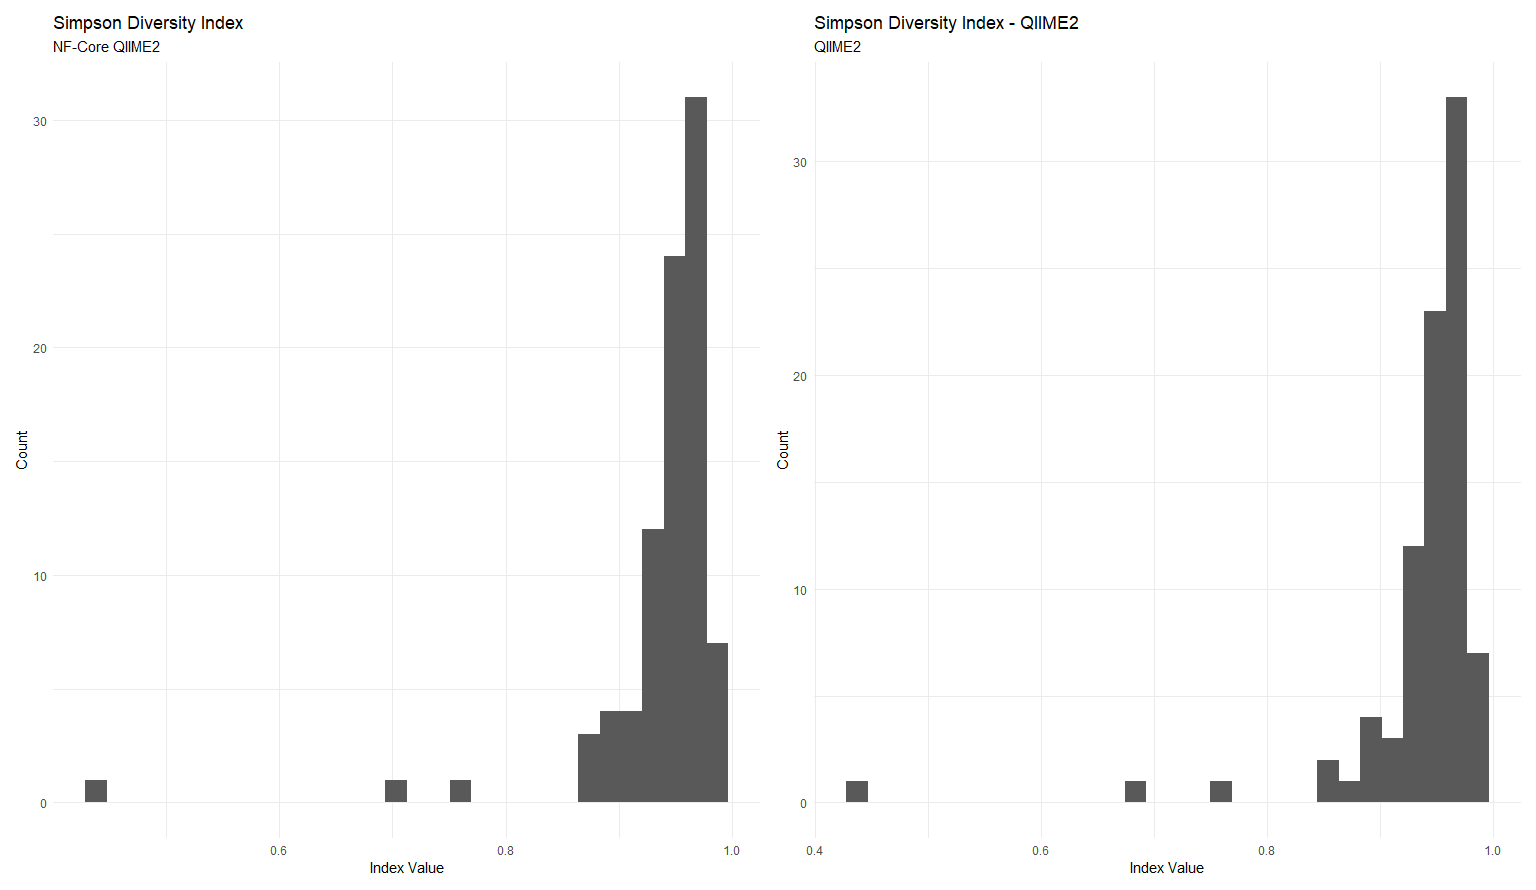 Simpson Diversity Index
NF-Core QIIME2
30
20
10
0
Count
0.6
0.8
1.0
Index Value
Simpson Diversity Index - QIIME2
QIIME2
30
20
10
0
Count
0.4
0.6
0.8
1.0
Index Value